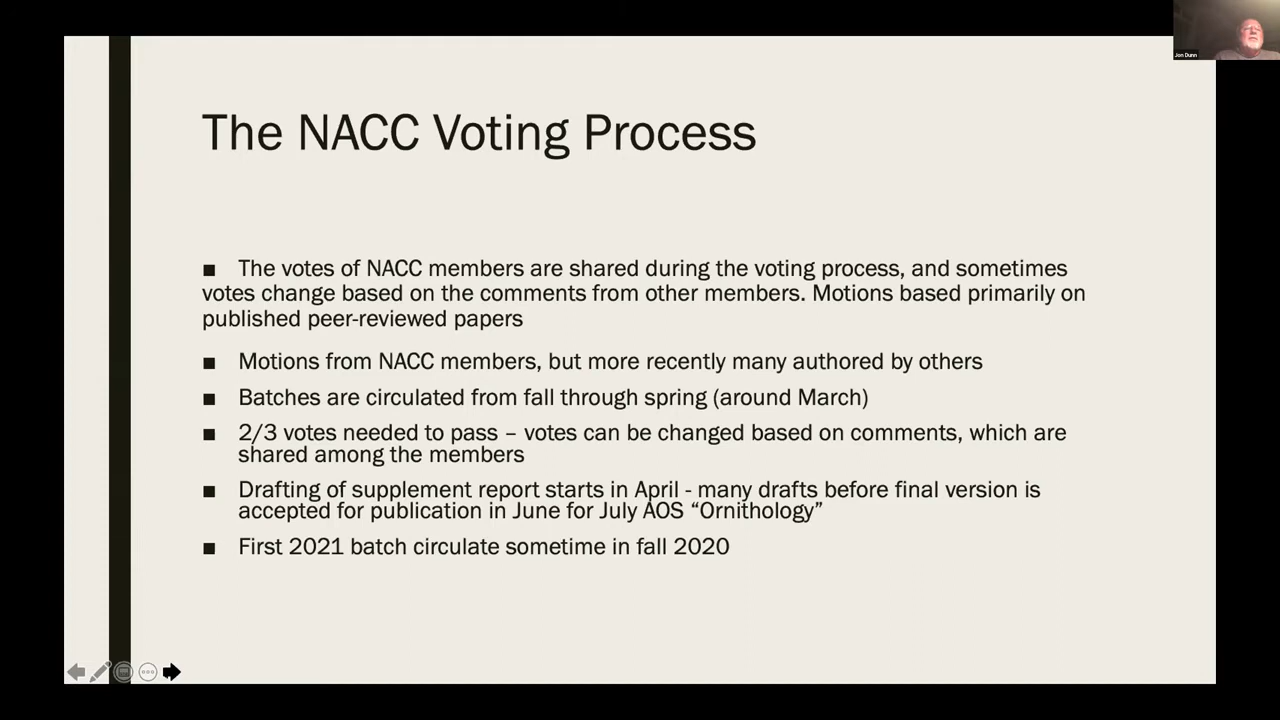 Jon Dunn
The NACC Voting Process
■ The votes of NACC members are shared during the voting process, and sometimes
votes change based on the comments from other members. Motions based primarily on
published peer-reviewed papers
■ Motions from NACC members, but more recently many authored by others
■ Batches are circulated from fall through spring (around March)
■ 2/3 votes needed to pass – votes can be changed based on comments, which are
shared among the members
■ Drafting of supplement report starts in April - many drafts before final version is
accepted for publication in June for July AOS “Ornithology”
■ First 2021 batch circulate sometime in fall 2020